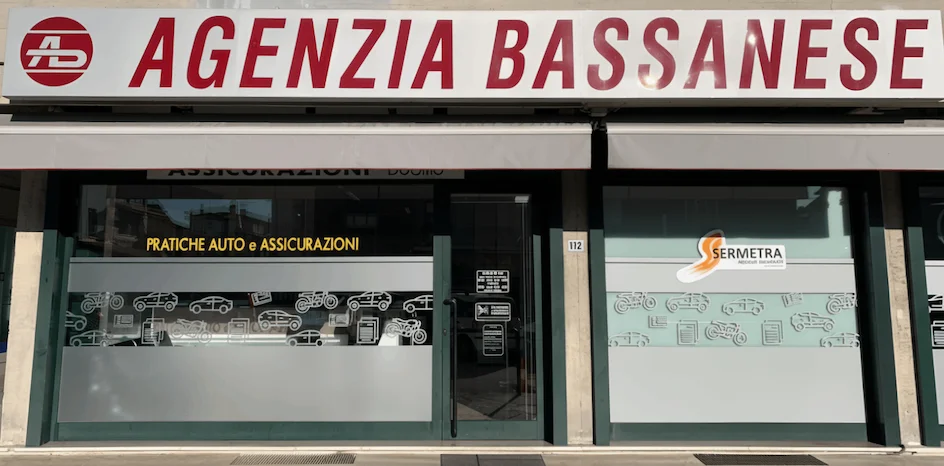 AGENZIA BASSANESE
ASSICURAZIONI
PRATICHE AUTO e ASSICURAZIONI
112
SERMETRA